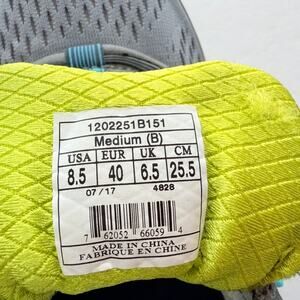 1202251B151
Medium (B)
USA EUR UK CM
8.5 40 6.5 25.5
07/17 4828
7 62052 66059 4
MADE IN CHINA
FABRIQUE EN CHINE